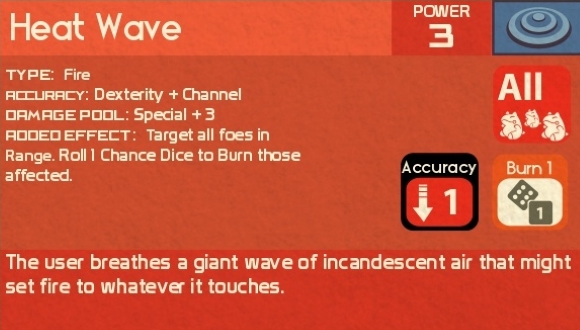 Heat Wave
POWER
3
TYPE: Fire
ACCURACY: Dexterity + Channel
DAMAGE POOL: Special + 3
ADDED EFFECT: Target all foes in
Range. Roll 1 Chance Dice to Burn those
affected.
All
Accuracy
1
Burn 1
1
The user breathes a giant wave of incandescent air that might
set fire to whatever it touches.